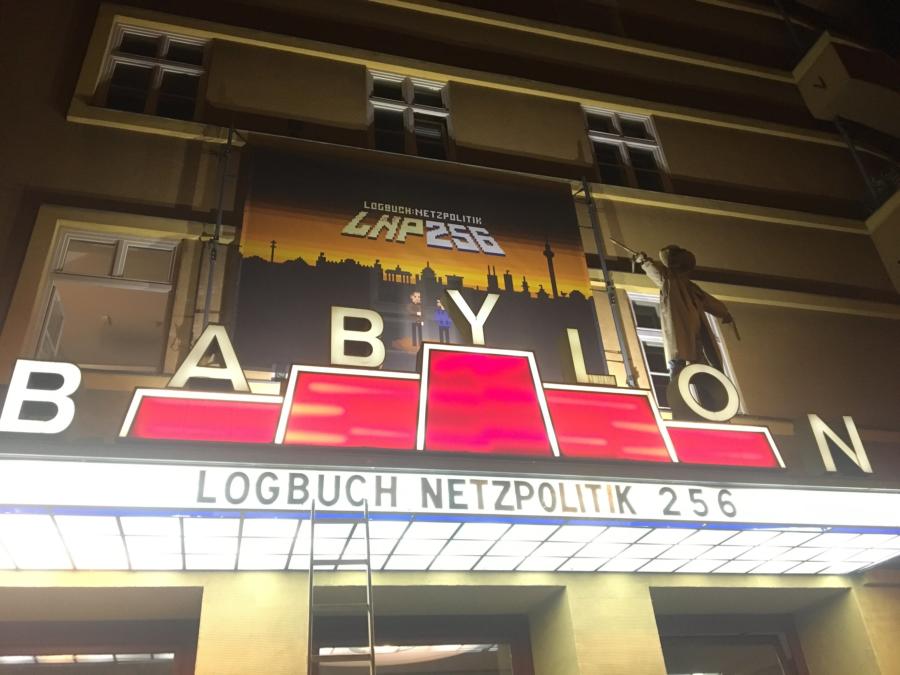 LOGBUCH:NETZPOLITIK
LNP256
BABYLON
LOGBUCH NETZPOLITIK 256